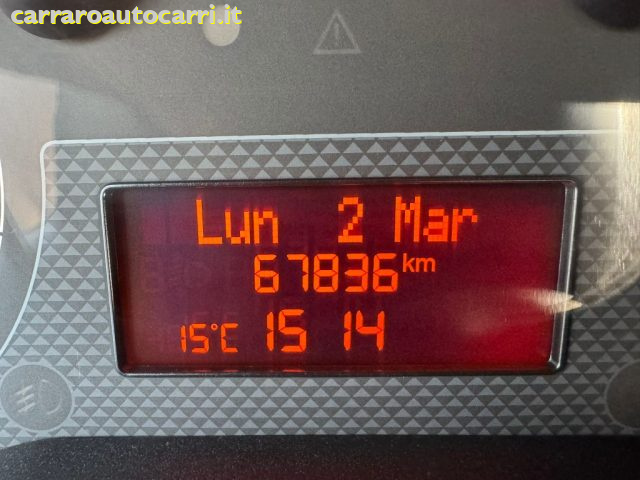 carraroautocarri.it
Lun 2 Mar
67836 km
15°C 15 14